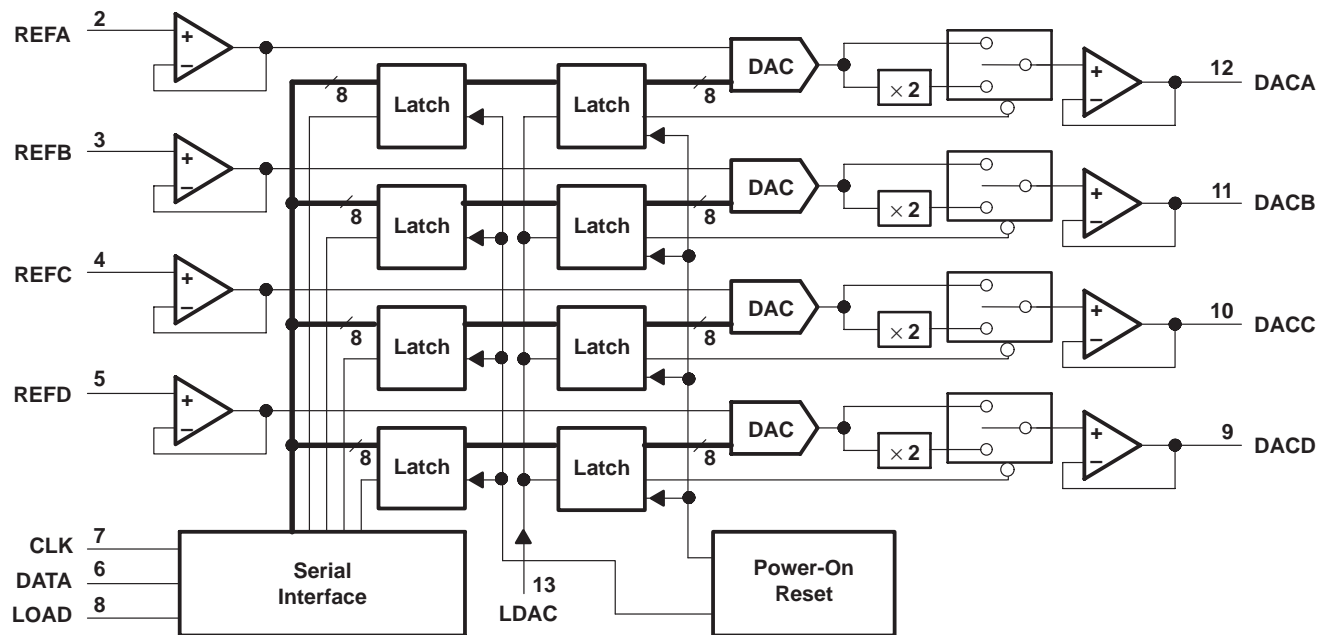 REFA 2 + −
Latch 8 Latch 8 DAC × 2 + − 12 DACA
REFB 3 + −
Latch 8 Latch 8 DAC × 2 + − 11 DACB
REFC 4 + −
Latch 8 Latch 8 DAC × 2 + − 10 DACC
REFD 5 + −
Latch 8 Latch 8 DAC × 2 + − 9 DACD
CLK 7
DATA 6
LOAD 8
Serial
Interface
13
LDAC
Power-On
Reset